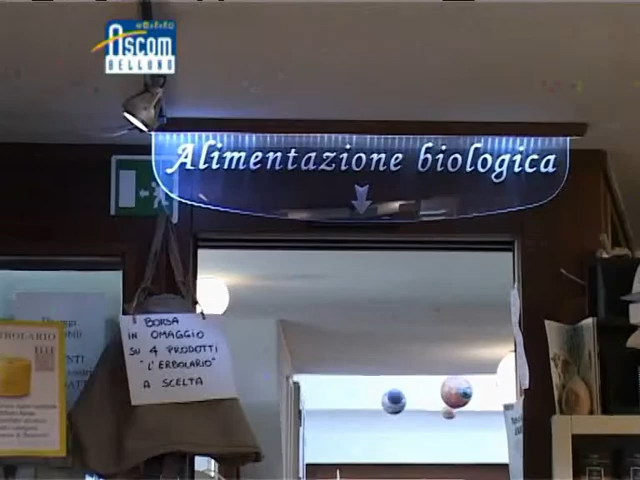 Ascom
BELLUNO
Alimentazione biologica
BORSA
IN OMAGGIO
SU 4 PRODOTTI
"L'ERBOLARIO"
A SCELTA
ERBOLARIO